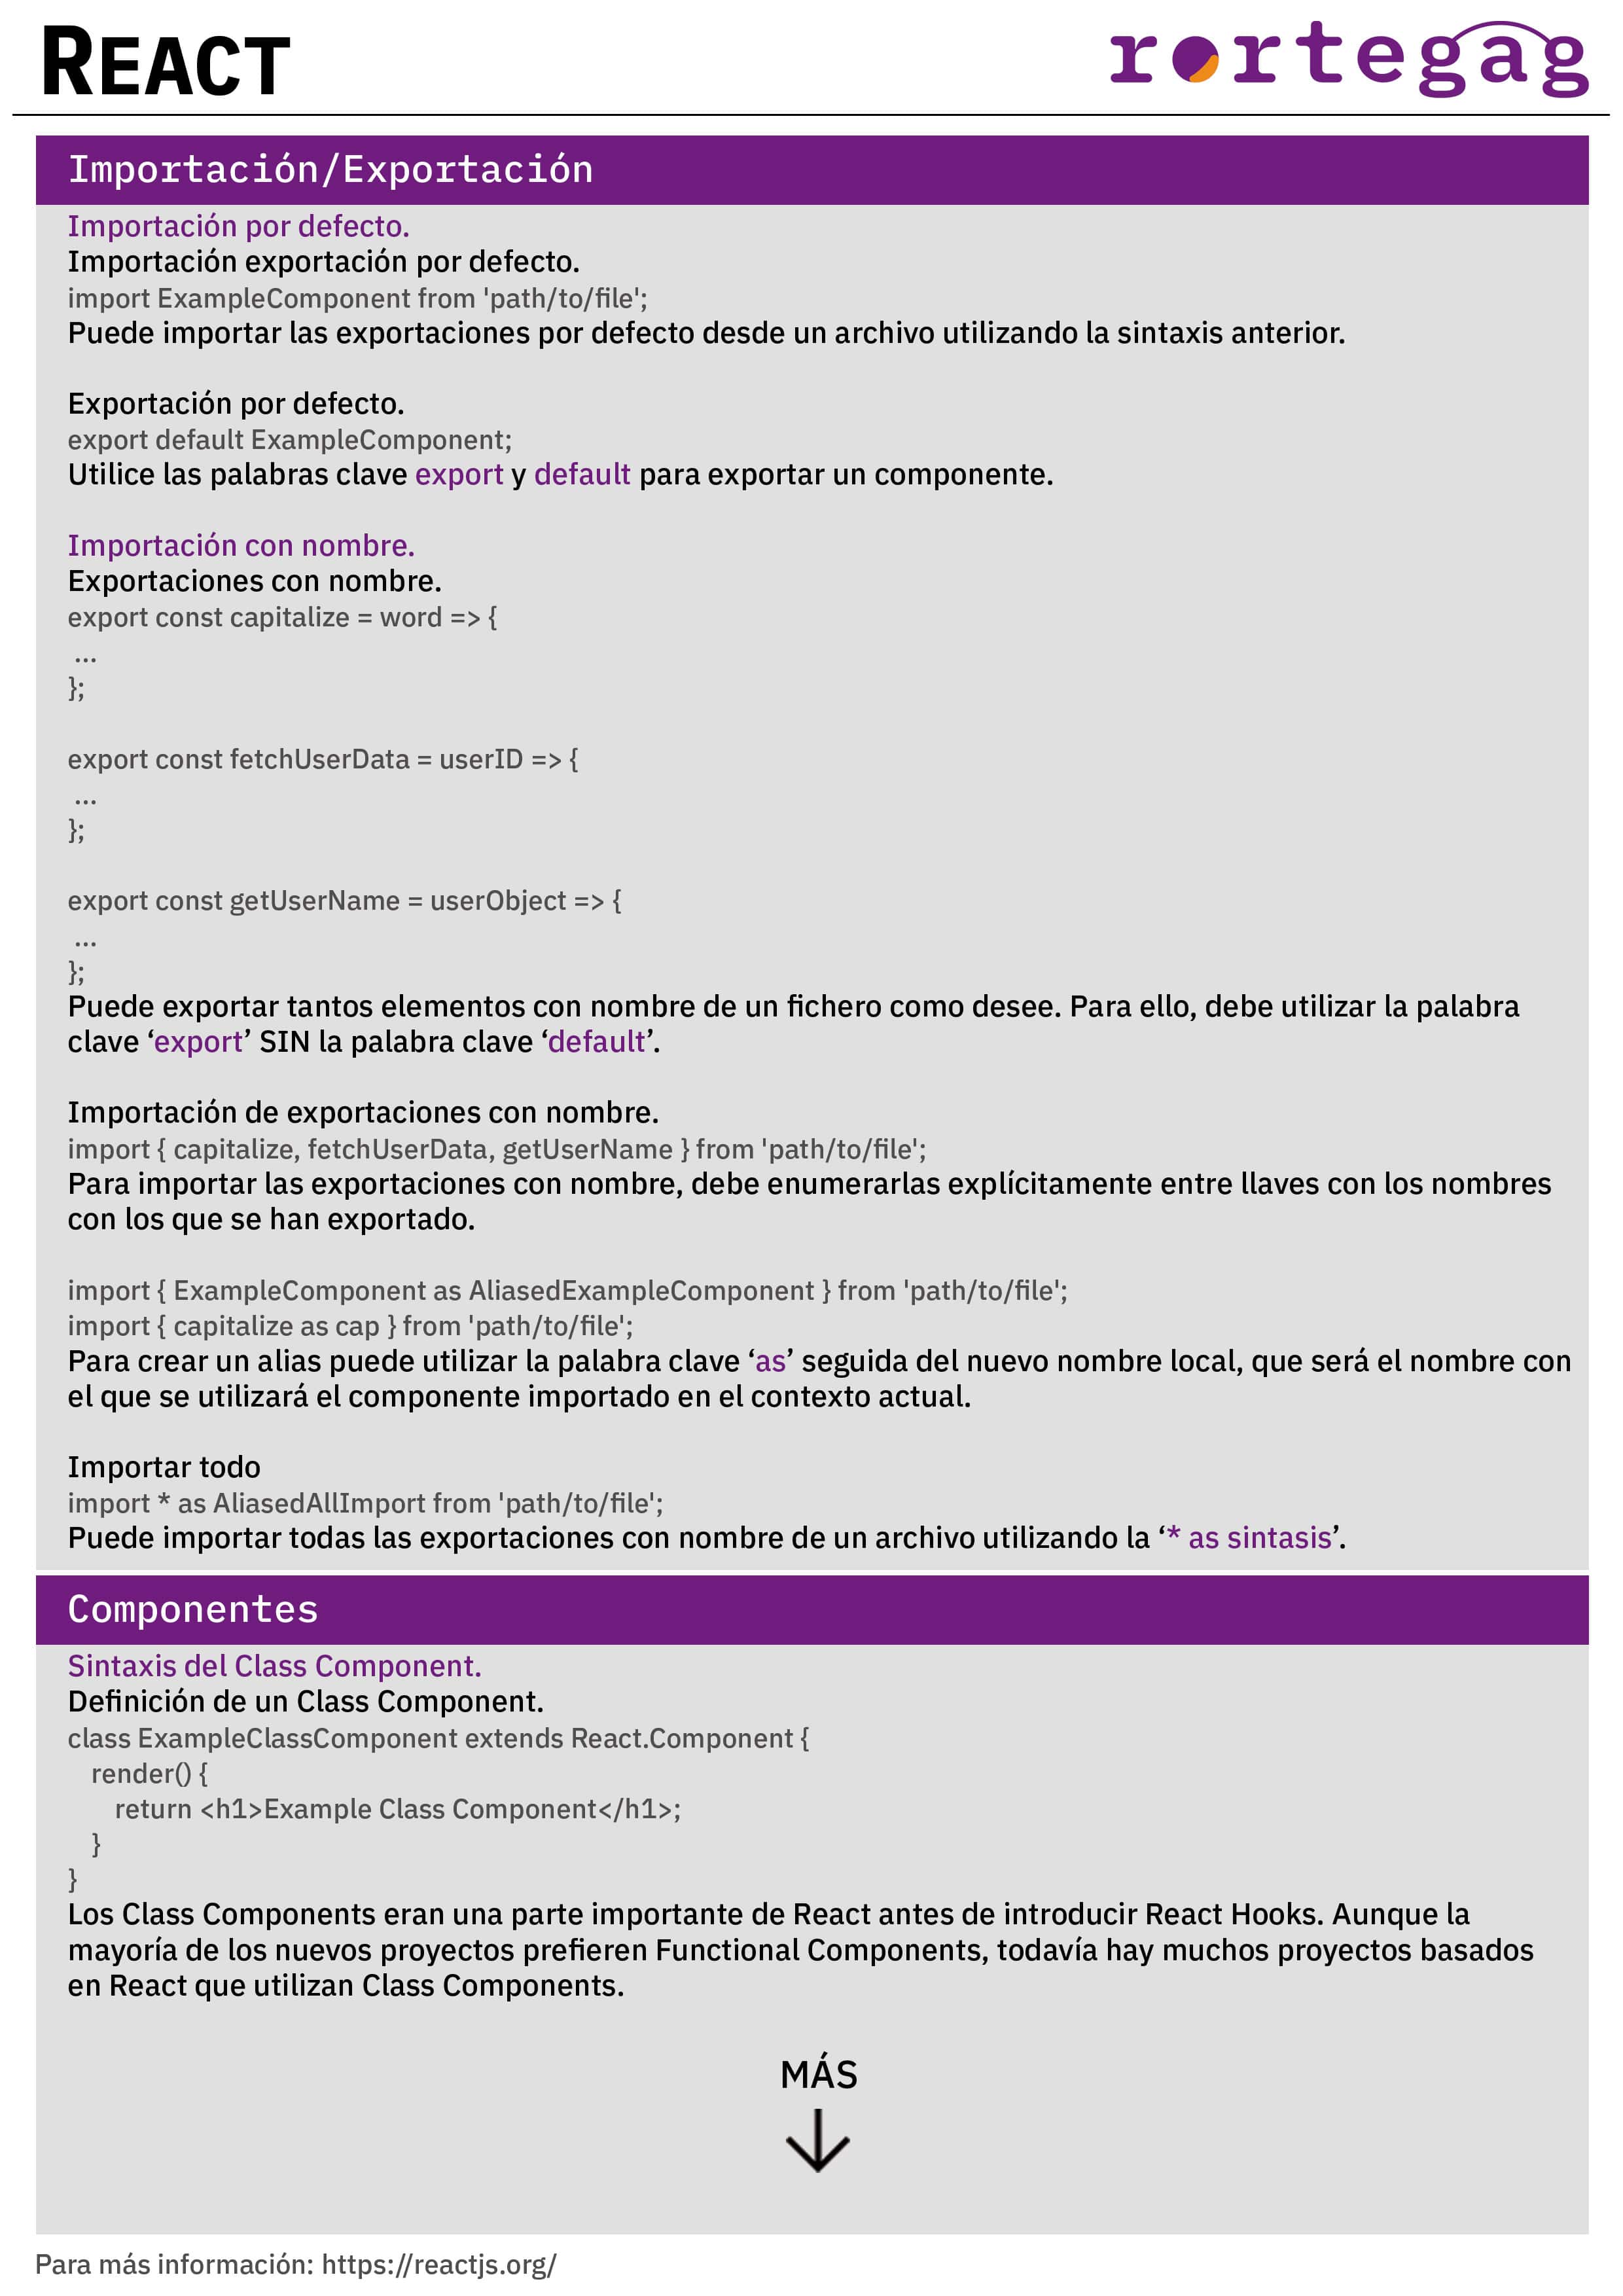 REACT
rortegag
Importación/Exportación
Importación por defecto.
Importación exportación por defecto.
import ExampleComponent from 'path/to/file';
Puede importar las exportaciones por defecto desde un archivo utilizando la sintaxis anterior.
Exportación por defecto.
export default ExampleComponent;
Utilice las palabras clave export y default para exportar un componente.
Importación con nombre.
Exportaciones con nombre.
export const capitalize = word => {
...
};
export const fetchUserData = userID => {
...
};
export const getUserName = userObject => {
...
};
Puede exportar tantos elementos con nombre de un fichero como desee. Para ello, debe utilizar la palabra
clave ‘export’ SIN la palabra clave ‘default’.
Importación de exportaciones con nombre.
import { capitalize, fetchUserData, getUserName } from 'path/to/file';
Para importar las exportaciones con nombre, debe enumerarlas explícitamente entre llaves con los nombres
con los que se han exportado.
import { ExampleComponent as AliasedExampleComponent } from 'path/to/file';
import { capitalize as cap } from 'path/to/file';
Para crear un alias puede utilizar la palabra clave ‘as’ seguida del nuevo nombre local, que será el nombre con
el que se utilizará el componente importado en el contexto actual.
Importar todo
import * as AliasedAllImport from 'path/to/file';
Puede importar todas las exportaciones con nombre de un archivo utilizando la ‘* as sintasis’.
Componentes
Sintaxis del Class Component.
Definición de un Class Component.
class ExampleClassComponent extends React.Component {
render() {
return <h1>Example Class Component</h1>;
}
}
Los Class Components eran una parte importante de React antes de introducir React Hooks. Aunque la
mayoría de los nuevos proyectos prefieren Functional Components, todavía hay muchos proyectos basados
en React que utilizan Class Components.
MÁS
Para más información: https://reactjs.org/